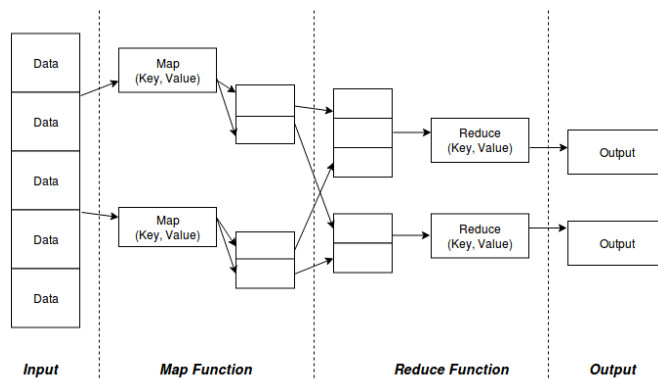 Data
Data
Data
Data
Data
Map
(Key, Value)
Map
(Key, Value)
Reduce
(Key, Value)
Reduce
(Key, Value)
Output
Output
Input
Map Function
Reduce Function
Output